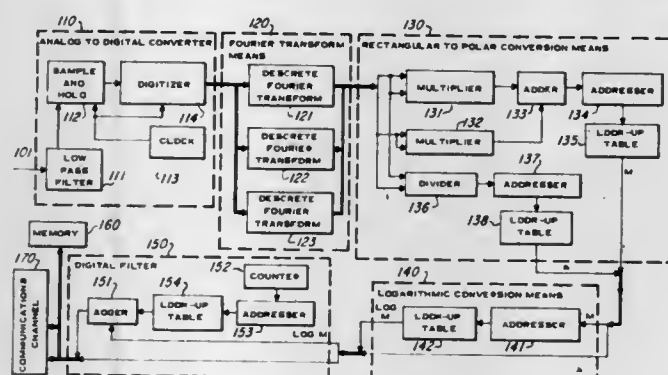 110
120
130
ANALOG TO DIGITAL CONVERTER
SAMPLE AND HOLD
112
DIGITIZER
114
CLOCK
113
101
LOW PASS FILTER
111
FOURIER TRANSFORM MEANS
DESCRETE FOURIER TRANSFORM
121
DESCRETE FOURIER TRANSFORM
122
DESCRETE FOURIER TRANSFORM
123
RECTANGULAR TO POLAR CONVERSION MEANS
MULTIPLIER
131
MULTIPLIER
132
ADDER
133
ADDRESSER
134
LOOK-UP TABLE
135
M
DIVIDER
136
ADDRESSER
137
LOOK-UP TABLE
138
MEMORY
160
170
COMMUNICATIONS CHANNEL
150
DIGITAL FILTER
151
ADDER
154
LOOK-UP TABLE
152
COUNTER
ADDRESSER
153
LOG M
140
LOGARITHMIC CONVERSION MEANS
LOG M
LOOK-UP TABLE
142
ADDRESSER
141
M
M